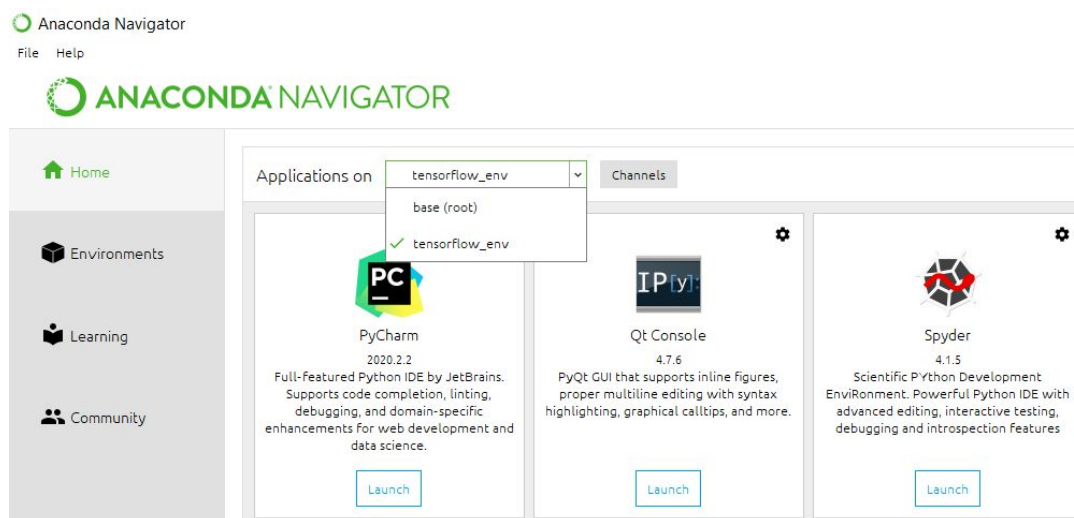 Anaconda Navigator
File Help
ANACONDA NAVIGATOR
Home
Applications on tensorflow_env Channels
base (root)
tensorflow_env
Environments
Learning
Community
PC
PyCharm
2020.2.2
Full-featured Python IDE by JetBrains.
Supports code completion, linting,
debugging, and domain-specific
enhancements for web development and
data science.
Launch
IP[y]:
Qt Console
4.7.6
PyQt GUI that supports inline figures,
proper multiline editing with syntax
highlighting, graphical calltips, and more.
Launch
Spyder
4.1.5
Scientific PYthon Development
EnviRonment. Powerful Python IDE with
advanced editing, interactive testing,
debugging and introspection features
Launch